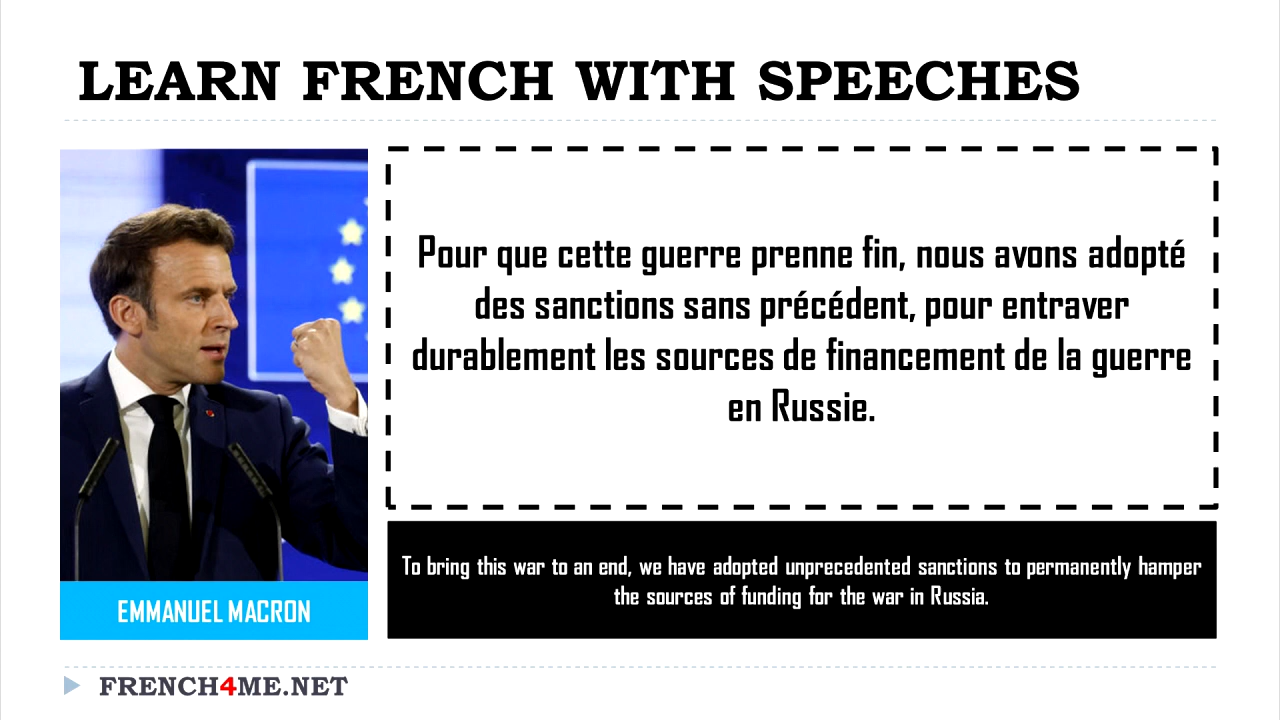 LEARN FRENCH WITH SPEECHES
Pour que cette guerre prenne fin, nous avons adopté
des sanctions sans précédent, pour entraver
durablement les sources de financement de la guerre
en Russie.
To bring this war to an end, we have adopted unprecedented sanctions to permanently hamper
the sources of funding for the war in Russia.
EMMANUEL MACRON
FRENCH4ME.NET